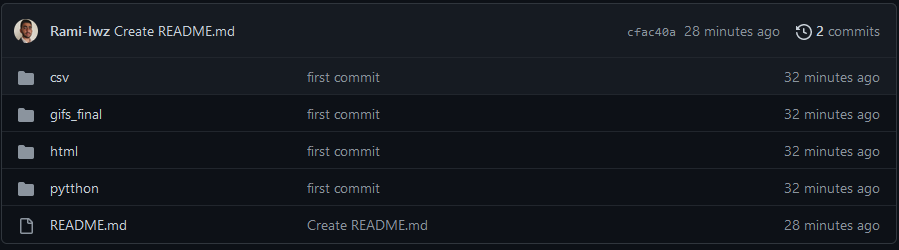 Rami-lwz Create README.md cfac40a 28 minutes ago 2 commits
csv first commit 32 minutes ago
gifs_final first commit 32 minutes ago
html first commit 32 minutes ago
pytthon first commit 32 minutes ago
README.md Create README.md 28 minutes ago